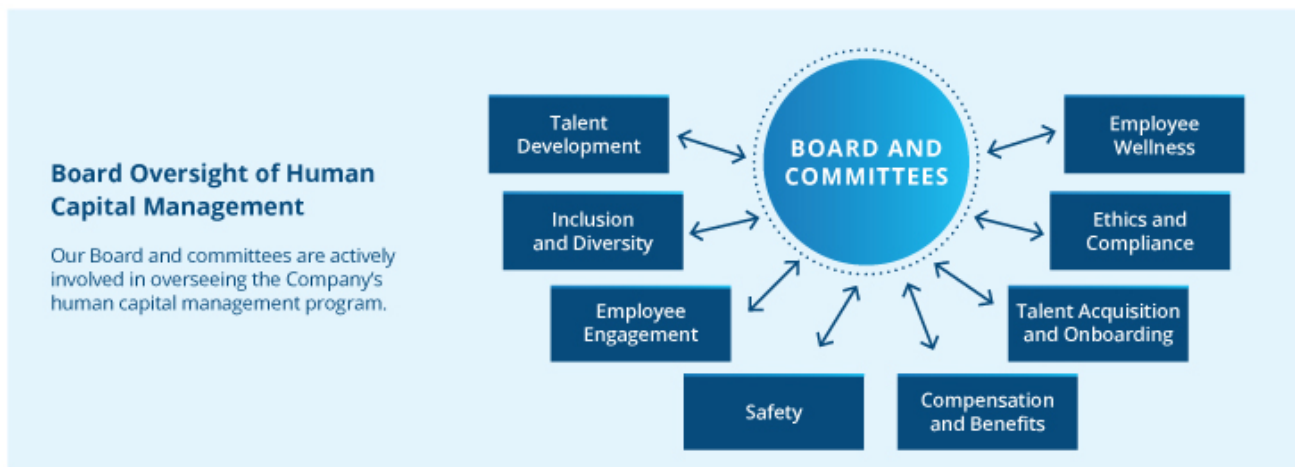 Board Oversight of Human
Capital Management
Our Board and committees are actively
involved in overseeing the Company's
human capital management program.
BOARD AND
COMMITTEES
Talent
Development
Inclusion
and Diversity
Employee
Engagement
Safety
Compensation
and Benefits
Talent Acquisition
and Onboarding
Ethics and
Compliance
Employee
Wellness